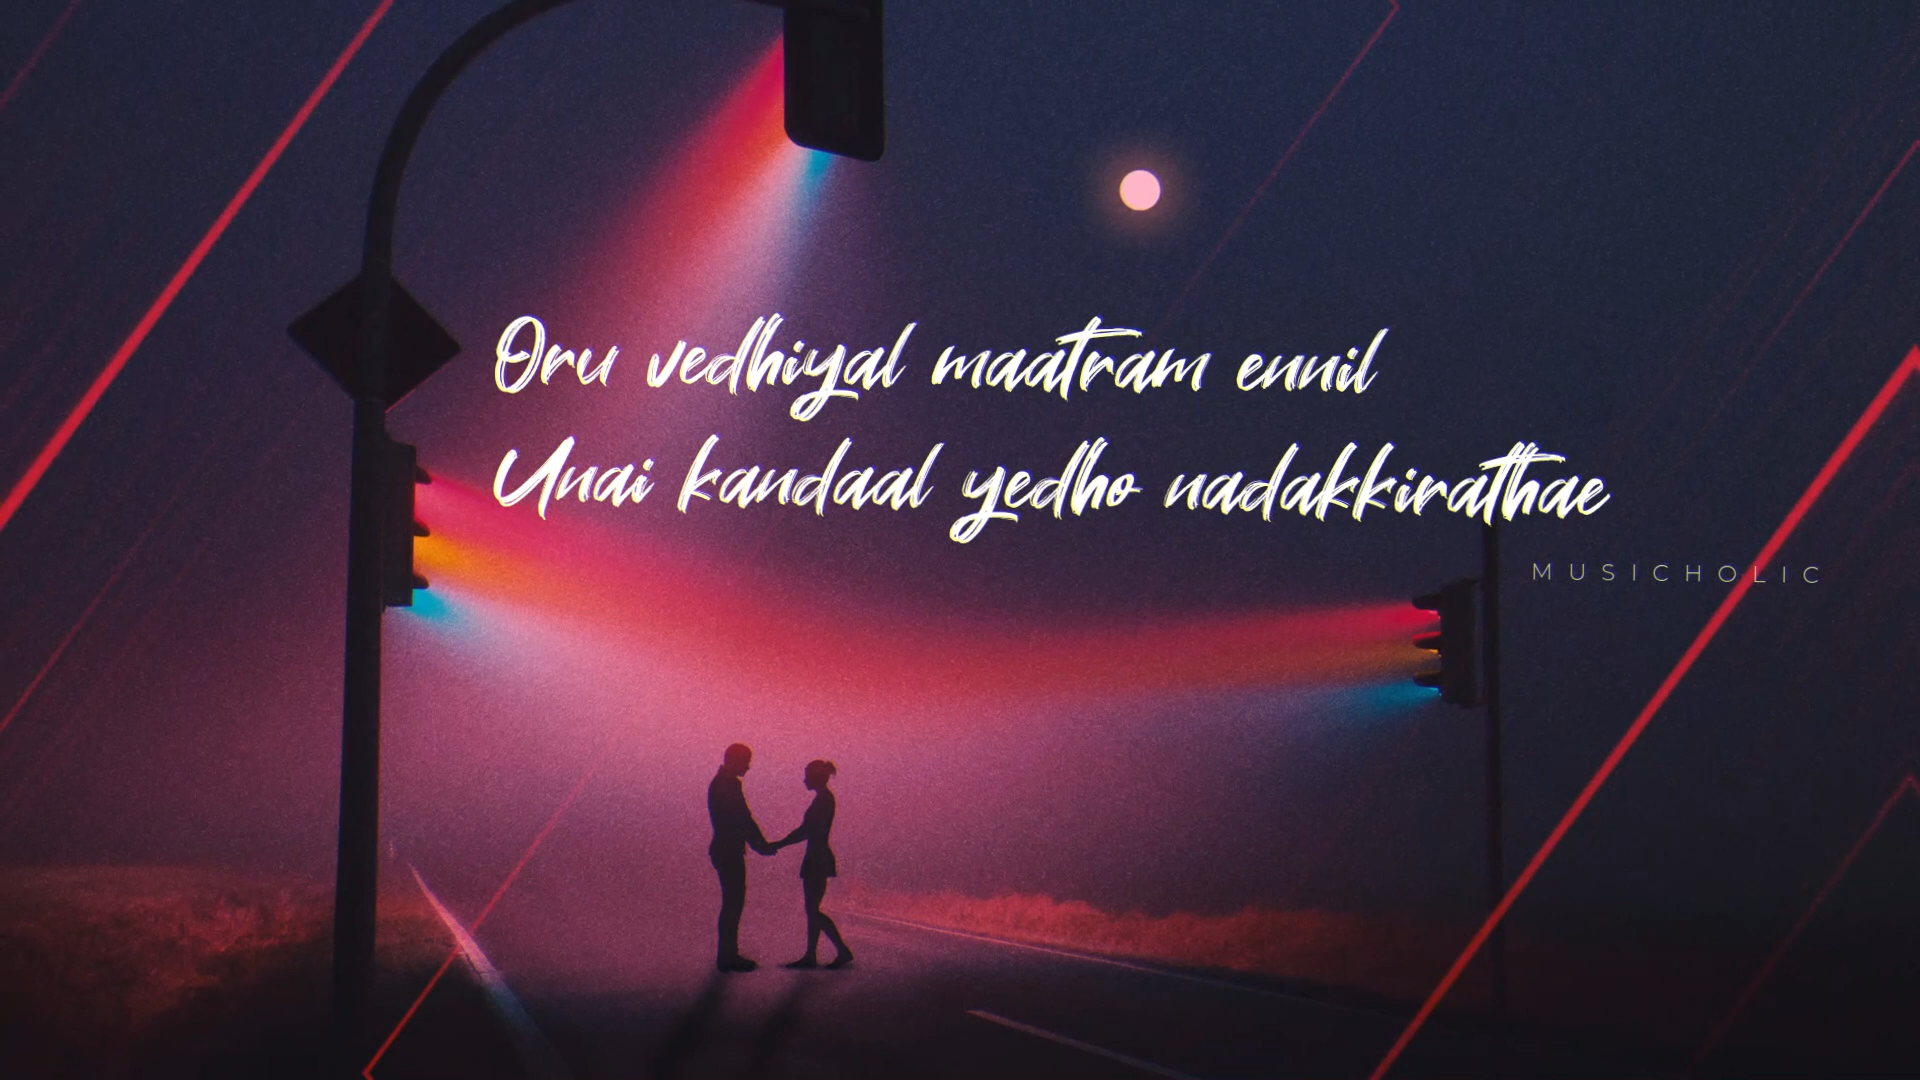 Oru vedhiyal maatram ennil
Unai kandaal yedho nadakkirathae
MUSICHOLIC